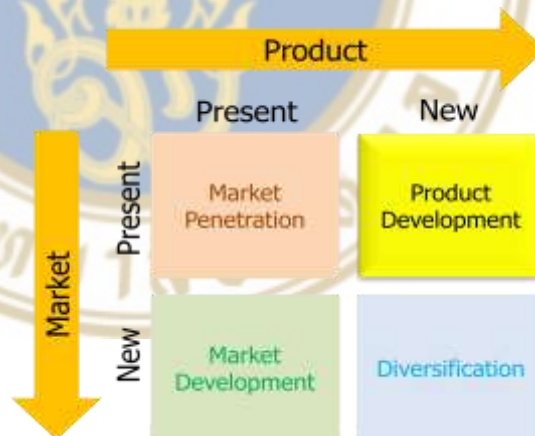 Product
Present
New
Market
Present
New
Market
Penetration
Product
Development
Market
Development
Diversification